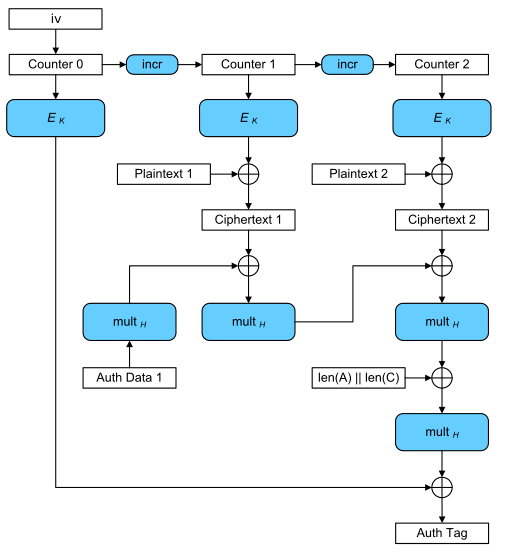 iv
Counter 0
incr
Counter 1
incr
Counter 2
E K
E K
E K
Plaintext 1
Plaintext 2
Ciphertext 1
Ciphertext 2
mult H
mult H
mult H
Auth Data 1
len(A) || len(C)
mult H
Auth Tag